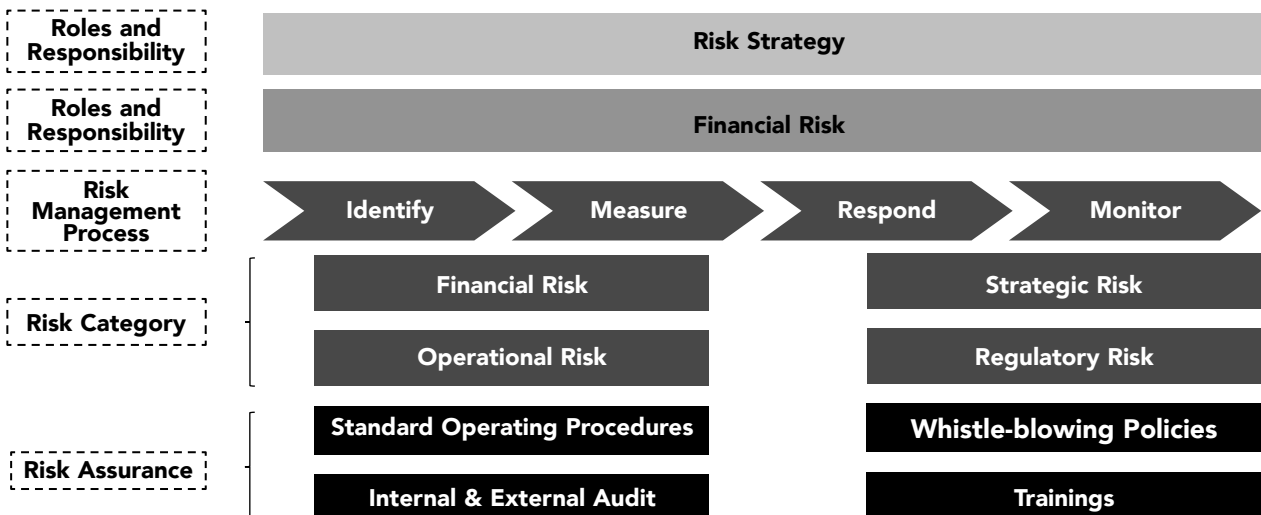 Roles and
Responsibility
Risk Strategy
Roles and
Responsibility
Financial Risk
Risk
Management
Process
Identify
Measure
Respond
Monitor
Risk Category
Financial Risk
Strategic Risk
Operational Risk
Regulatory Risk
Risk Assurance
Standard Operating Procedures
Whistle-blowing Policies
Internal & External Audit
Trainings